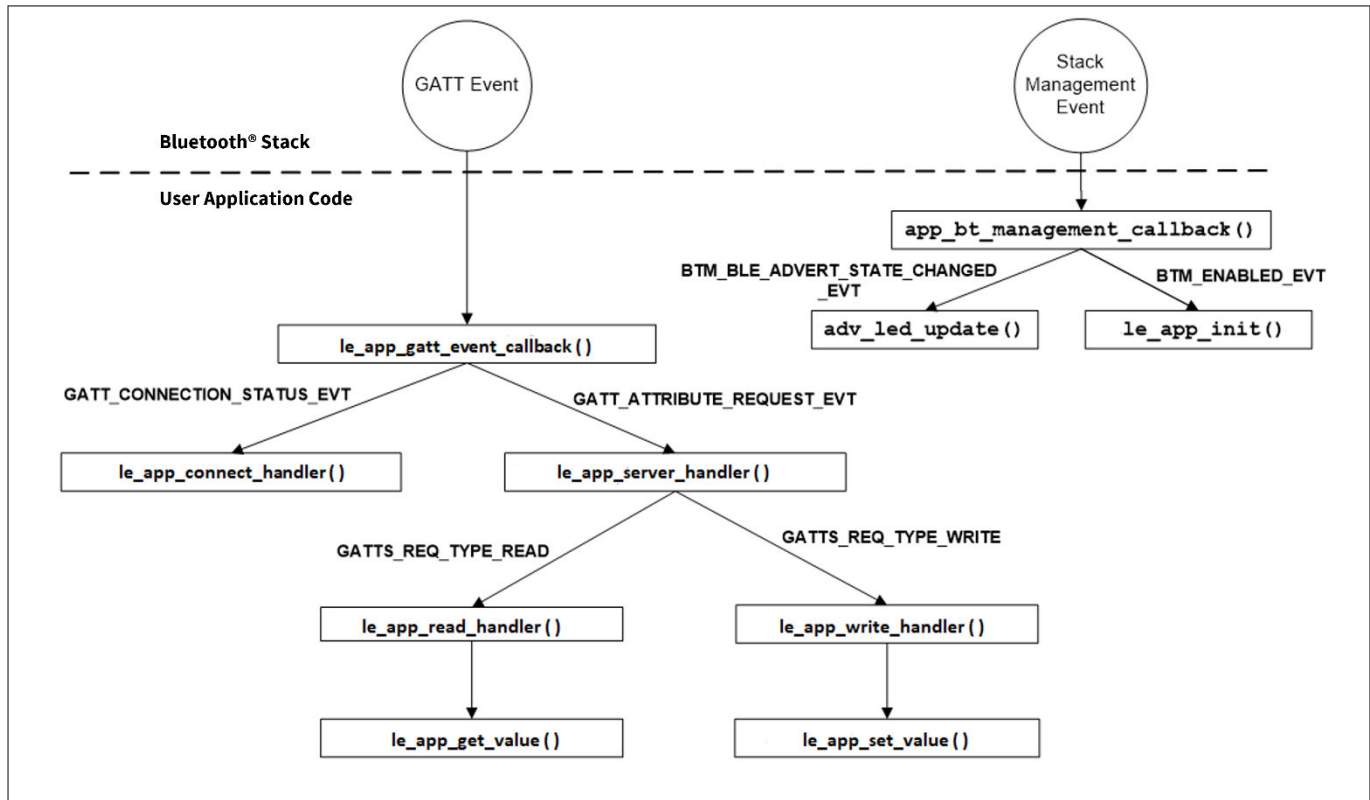 GATT Event
Stack
Management
Event
Bluetooth® Stack
User Application Code
app_bt_management_callback()
BTM_BLE_ADVERT_STATE_CHANGED
_EVT
BTM_ENABLED_EVT
adv_led_update()
le_app_init()
le_app_gatt_event_callback( )
GATT_CONNECTION_STATUS_EVT
GATT_ATTRIBUTE_REQUEST_EVT
le_app_connect_handler( )
le_app_server_handler( )
GATTS_REQ_TYPE_READ
GATTS_REQ_TYPE_WRITE
le_app_read_handler( )
le_app_write_handler( )
le_app_get_value( )
le_app_set_value( )